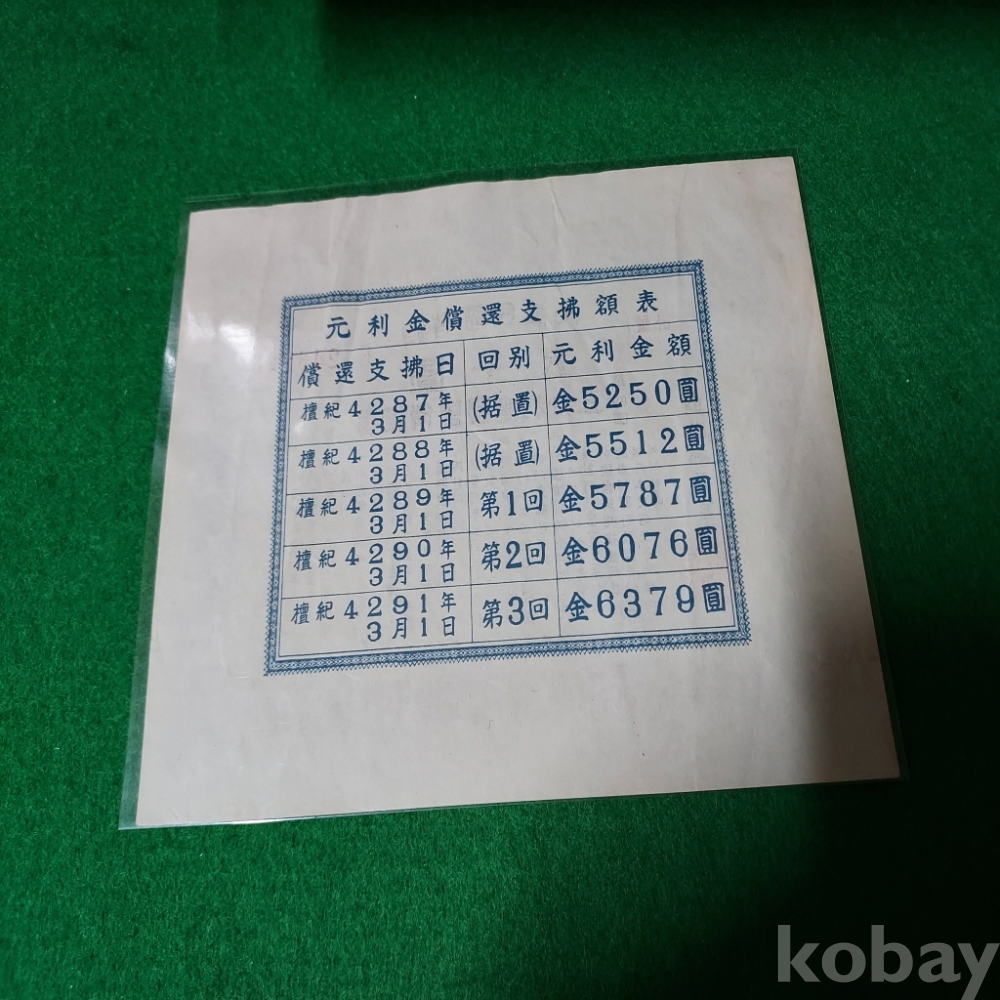 元利金償還支拂額表
償還支拂日 回別 元利金額
檀紀4287年3月1日 (据置) 金5250圓
檀紀4288年3月1日 (据置) 金5512圓
檀紀4289年3月1日 第1回 金5787圓
檀紀4290年3月1日 第2回 金6076圓
檀紀4291年3月1日 第3回 金6379圓
kobay